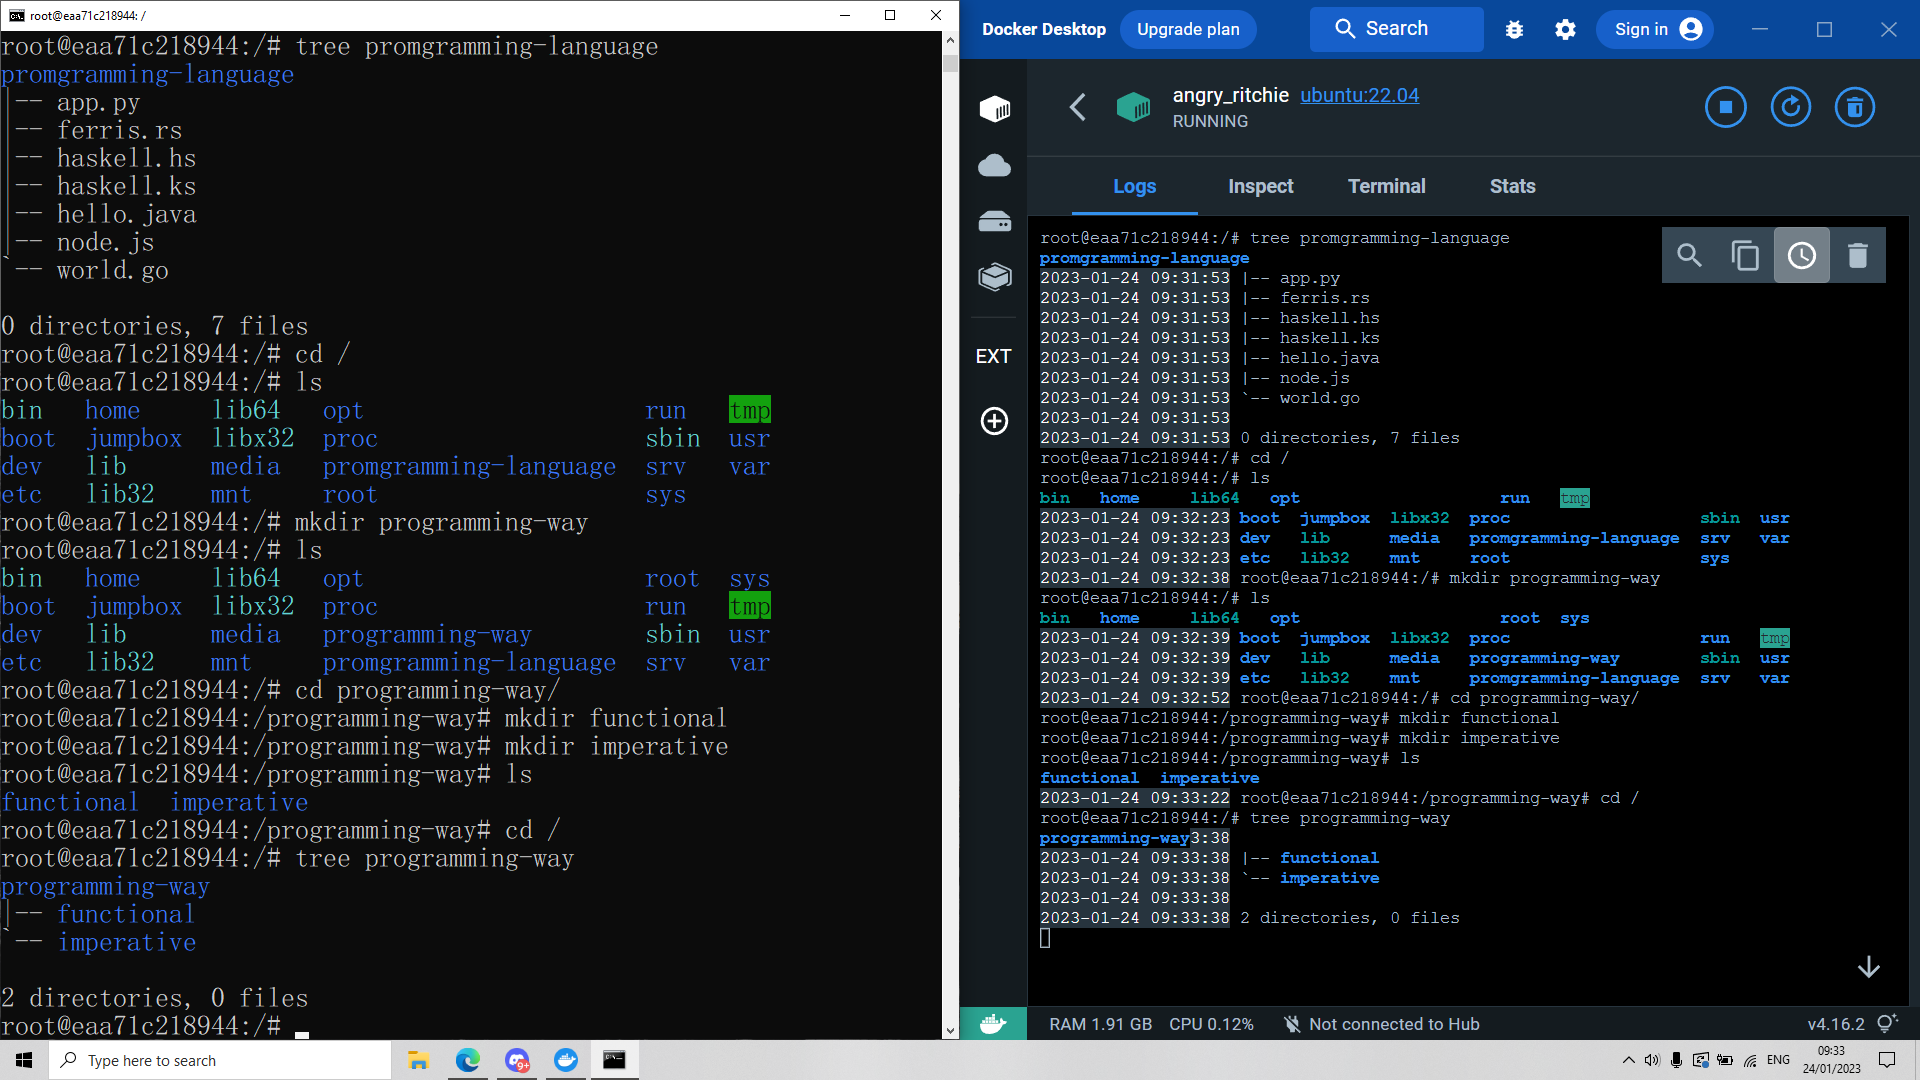 root@eaa71c218944: /
root@eaa71c218944:/# tree promgramming-language
promgramming-language
|-- app.py
|-- ferris.rs
|-- haskell.hs
|-- haskell.ks
|-- hello.java
|-- node.js
`-- world.go
0 directories, 7 files
root@eaa71c218944:/# cd /
root@eaa71c218944:/# ls
bin home lib64 opt run tmp
boot jumpbox libx32 proc sbin usr
dev lib media promgramming-language srv var
etc lib32 mnt root sys
root@eaa71c218944:/# mkdir programming-way
root@eaa71c218944:/# ls
bin home lib64 opt root sys
boot jumpbox libx32 proc run tmp
dev lib media programming-way sbin usr
etc lib32 mnt promgramming-language srv var
root@eaa71c218944:/# cd programming-way/
root@eaa71c218944:/programming-way# mkdir functional
root@eaa71c218944:/programming-way# mkdir imperative
root@eaa71c218944:/programming-way# ls
functional imperative
root@eaa71c218944:/programming-way# cd /
root@eaa71c218944:/# tree programming-way
programming-way
|-- functional
`-- imperative
2 directories, 0 files
root@eaa71c218944:/#
Docker Desktop Upgrade plan Search Sign in
angry_ritchie ubuntu:22.04
RUNNING
Logs Inspect Terminal Stats
EXT
root@eaa71c218944:/# tree promgramming-language
promgramming-language
2023-01-24 09:31:53 |-- app.py
2023-01-24 09:31:53 |-- ferris.rs
2023-01-24 09:31:53 |-- haskell.hs
2023-01-24 09:31:53 |-- haskell.ks
2023-01-24 09:31:53 |-- hello.java
2023-01-24 09:31:53 |-- node.js
2023-01-24 09:31:53 `-- world.go
2023-01-24 09:31:53
2023-01-24 09:31:53 0 directories, 7 files
root@eaa71c218944:/# cd /
root@eaa71c218944:/# ls
bin home lib64 opt run tmp
2023-01-24 09:32:23 boot jumpbox libx32 proc sbin usr
2023-01-24 09:32:23 dev lib media promgramming-language srv var
2023-01-24 09:32:23 etc lib32 mnt root sys
2023-01-24 09:32:38 root@eaa71c218944:/# mkdir programming-way
root@eaa71c218944:/# ls
bin home lib64 opt root sys
2023-01-24 09:32:39 boot jumpbox libx32 proc run tmp
2023-01-24 09:32:39 dev lib media programming-way sbin usr
2023-01-24 09:32:39 etc lib32 mnt promgramming-language srv var
2023-01-24 09:32:52 root@eaa71c218944:/# cd programming-way/
root@eaa71c218944:/programming-way# mkdir functional
root@eaa71c218944:/programming-way# mkdir imperative
root@eaa71c218944:/programming-way# ls
functional imperative
2023-01-24 09:33:22 root@eaa71c218944:/programming-way# cd /
root@eaa71c218944:/# tree programming-way
programming-way3:38
2023-01-24 09:33:38 |-- functional
2023-01-24 09:33:38 `-- imperative
2023-01-24 09:33:38
2023-01-24 09:33:38 2 directories, 0 files
RAM 1.91 GB CPU 0.12% Not connected to Hub v4.16.2
Type here to search
9+
ENG
09:33
24/01/2023